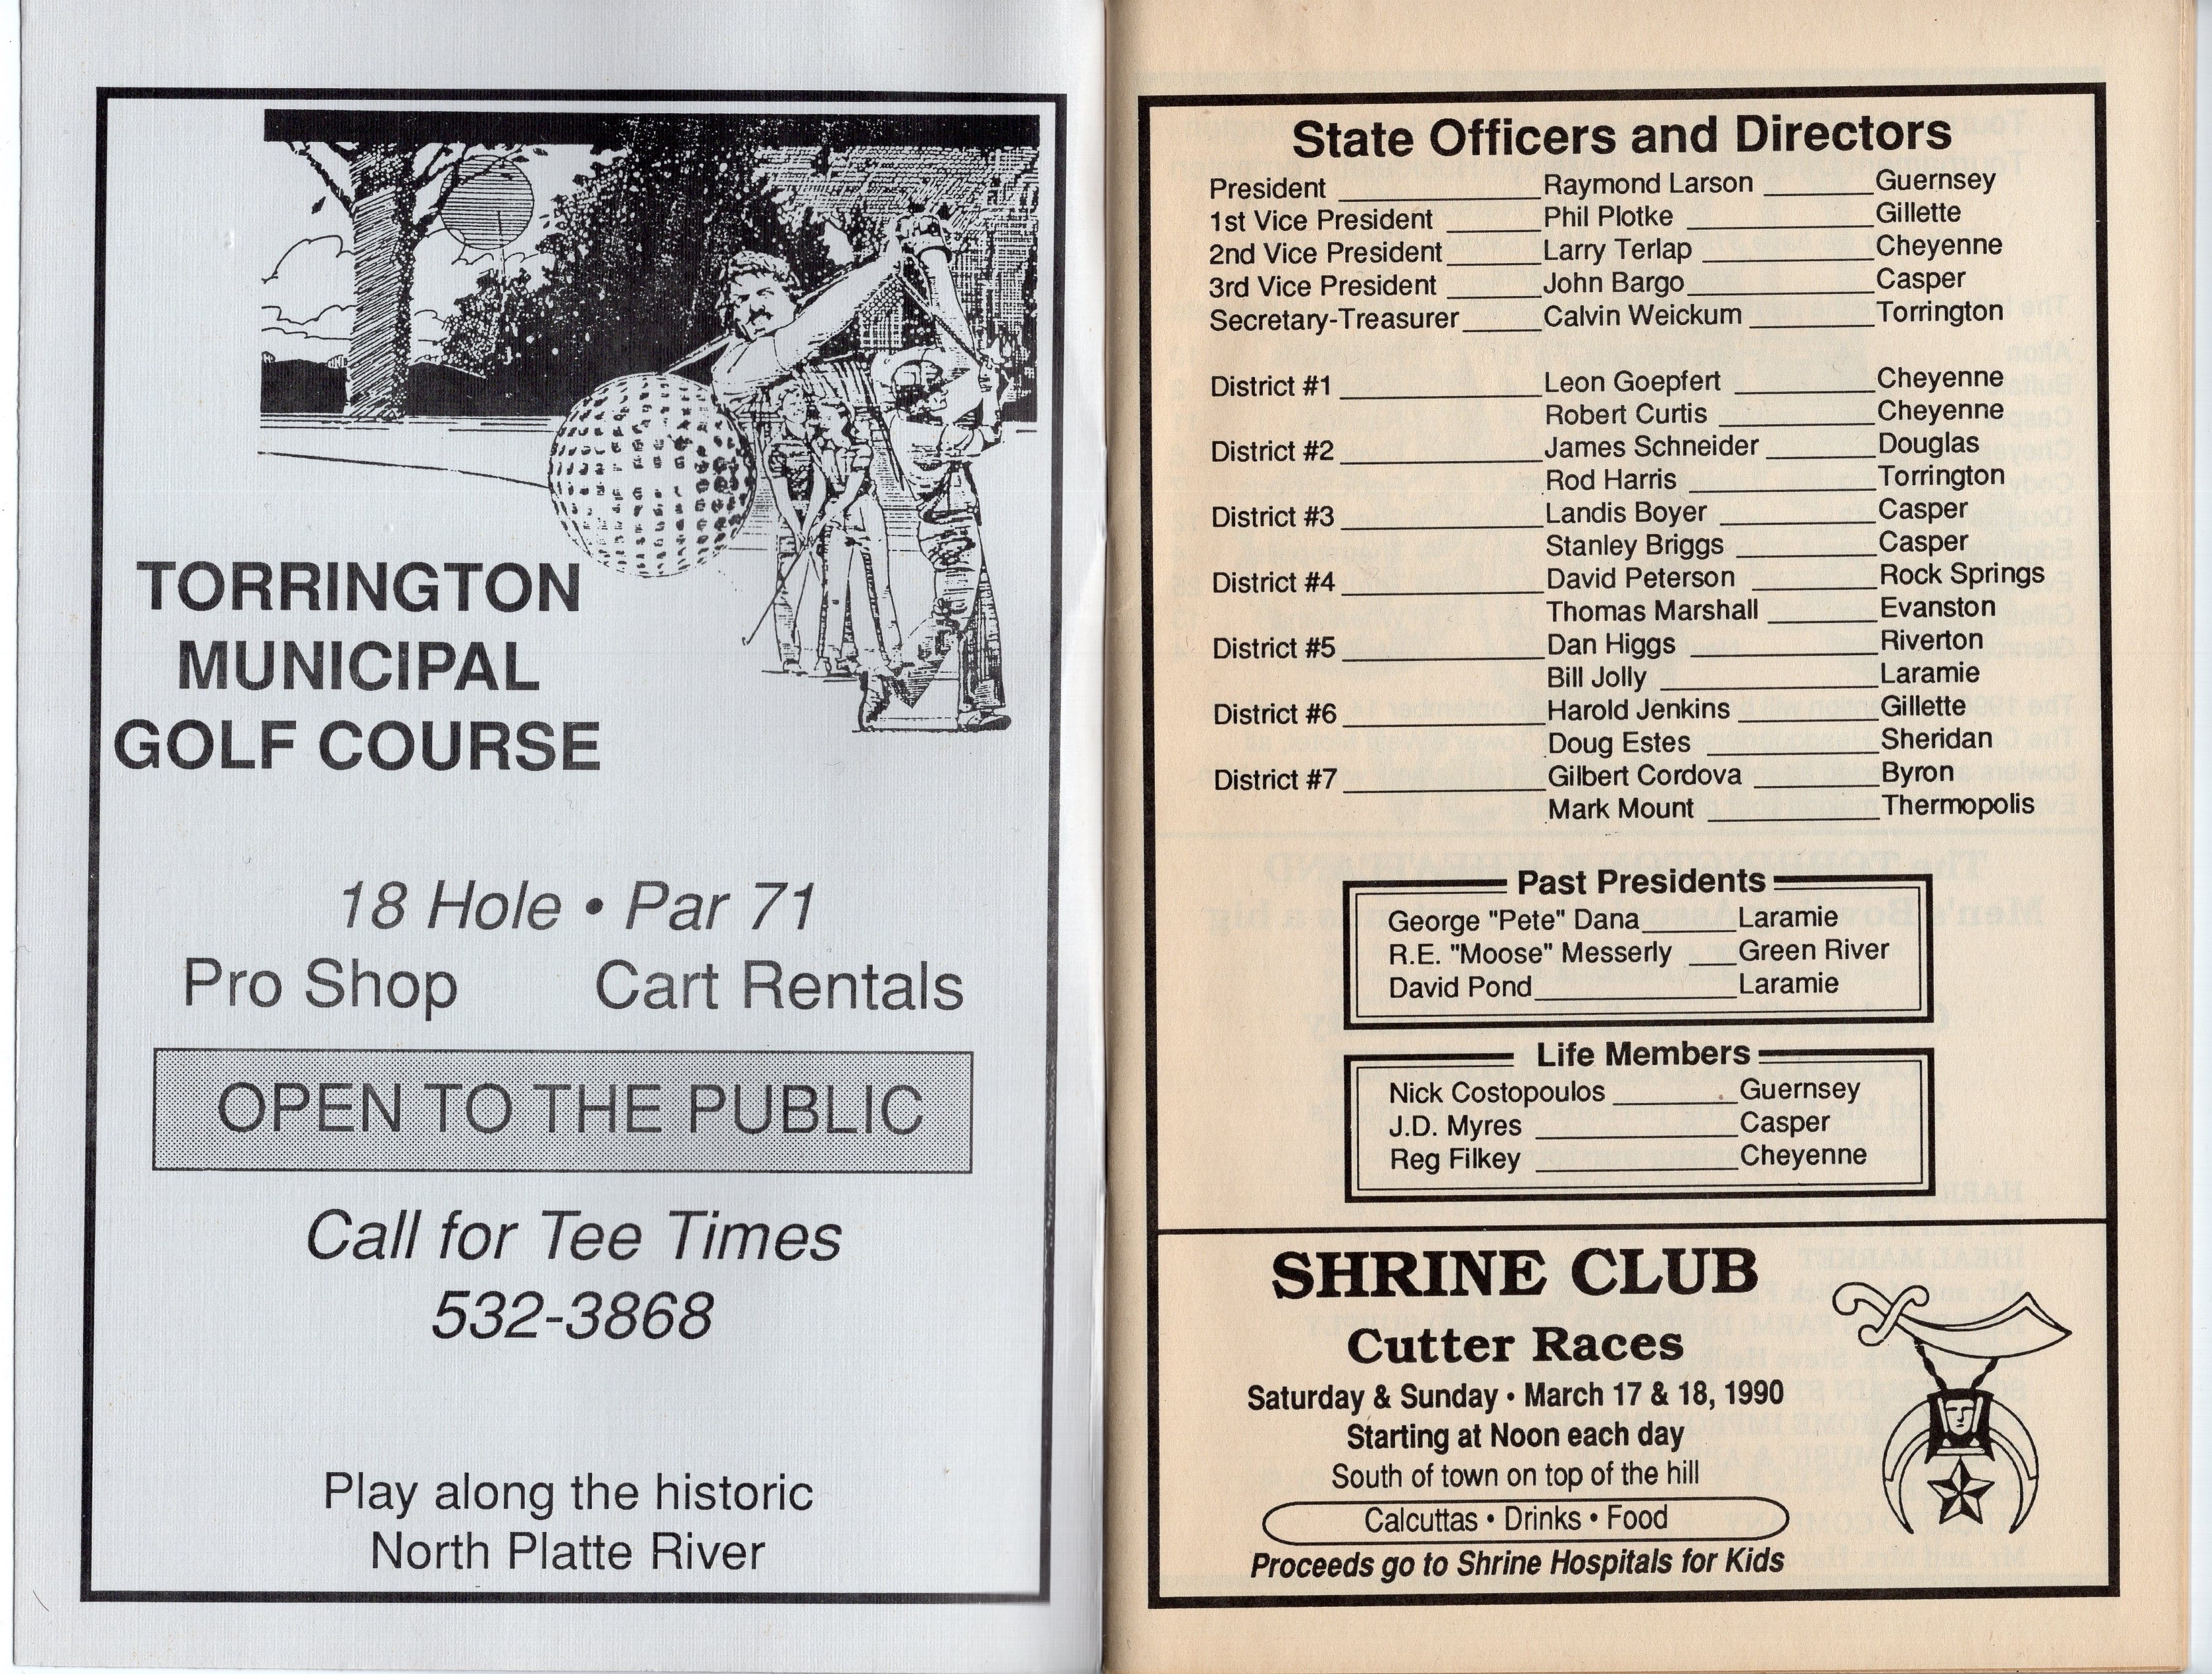 TORRINGTON
MUNICIPAL
GOLF COURSE
18 Hole • Par 71
Pro Shop Cart Rentals
OPEN TO THE PUBLIC
Call for Tee Times
532-3868
Play along the historic
North Platte River
State Officers and Directors
President Raymond Larson Guernsey
1st Vice President Phil Plotke Gillette
2nd Vice President Larry Terlap Cheyenne
3rd Vice President John Bargo Casper
Secretary-Treasurer Calvin Weickum Torrington
District #1 Leon Goepfert Cheyenne
Robert Curtis Cheyenne
District #2 James Schneider Douglas
Rod Harris Torrington
District #3 Landis Boyer Casper
Stanley Briggs Casper
District #4 David Peterson Rock Springs
Thomas Marshall Evanston
District #5 Dan Higgs Riverton
Bill Jolly Laramie
District #6 Harold Jenkins Gillette
Doug Estes Sheridan
District #7 Gilbert Cordova Byron
Mark Mount Thermopolis
Past Presidents
George "Pete" Dana Laramie
R.E. "Moose" Messerly Green River
David Pond Laramie
Life Members
Nick Costopoulos Guernsey
J.D. Myres Casper
Reg Filkey Cheyenne
SHRINE CLUB
Cutter Races
Saturday & Sunday • March 17 & 18, 1990
Starting at Noon each day
South of town on top of the hill
Calcuttas • Drinks • Food
Proceeds go to Shrine Hospitals for Kids